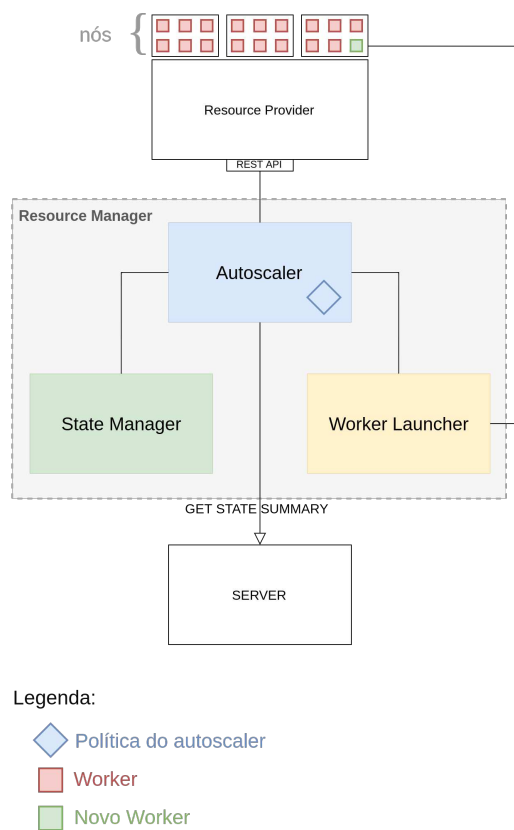 nós
Resource Provider
REST API
Resource Manager
Autoscaler
State Manager
Worker Launcher
GET STATE SUMMARY
SERVER
Legenda:
Política do autoscaler
Worker
Novo Worker